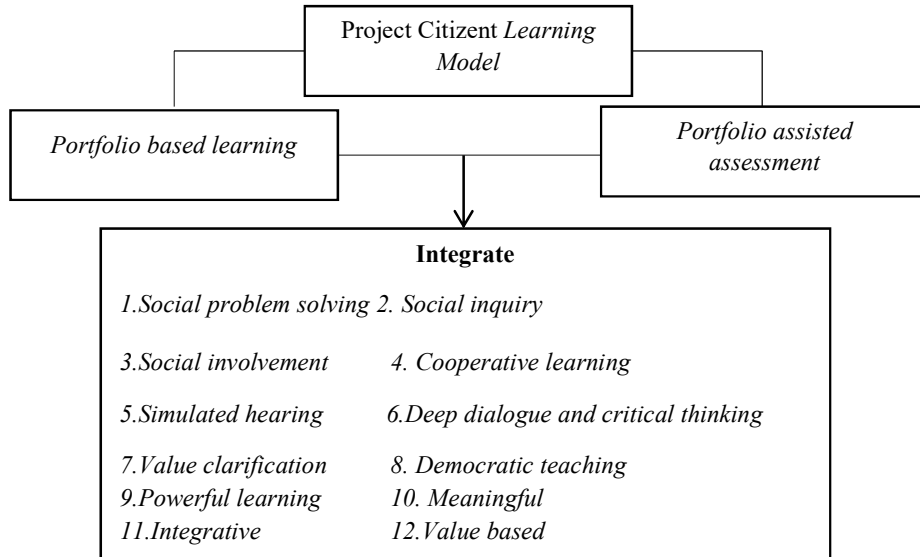 Project Citizent Learning
Model
Portfolio based learning
Portfolio assisted
assessment
Integrate
1.Social problem solving 2. Social inquiry
3.Social involvement 4. Cooperative learning
5.Simulated hearing 6.Deep dialogue and critical thinking
7.Value clarification 8. Democratic teaching
9.Powerful learning 10. Meaningful
11.Integrative 12.Value based